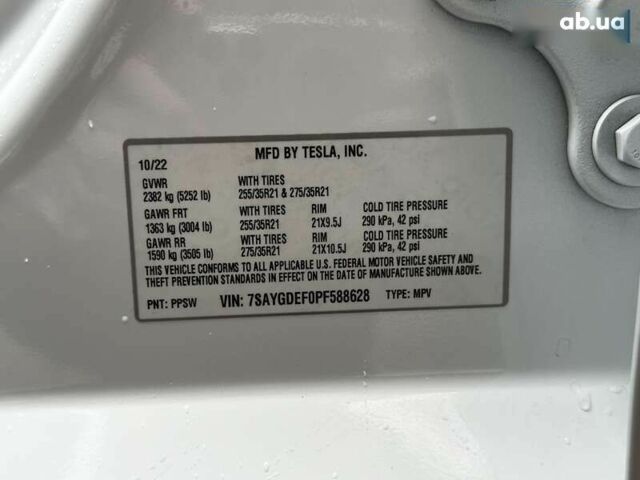 ab.ua
MFD BY TESLA, INC.
10/22
GVWR WITH TIRES
2382 kg (5252 lb) 255/35R21 & 275/35R21
GAWR FRT WITH TIRES RIM COLD TIRE PRESSURE
1363 kg (3004 lb) 255/35R21 21X9.5J 290 kPa, 42 psi
GAWR RR WITH TIRES RIM COLD TIRE PRESSURE
1590 kg (3505 lb) 275/35R21 21X10.5J 290 kPa, 42 psi
THIS VEHICLE CONFORMS TO ALL APPLICABLE U.S. FEDERAL MOTOR VEHICLE SAFETY AND
THEFT PREVENTION STANDARDS IN EFFECT ON THE DATE OF MANUFACTURE SHOWN ABOVE.
PNT: PPSW VIN: 7SAYGDEF0PF588628 TYPE: MPV